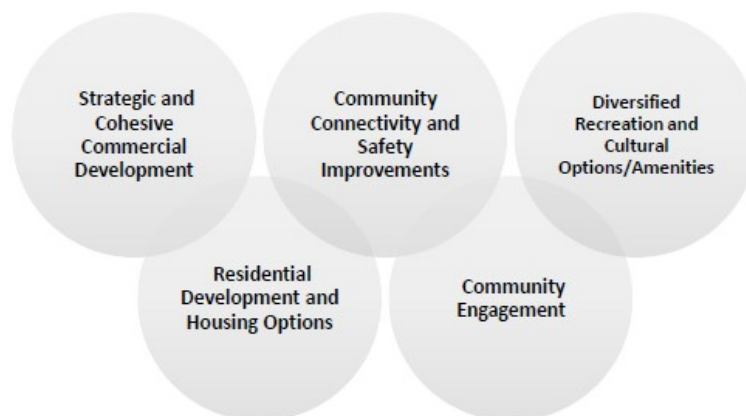 Strategic and
Cohesive
Commercial
Development
Community
Connectivity and
Safety
Improvements
Diversified
Recreation and
Cultural
Options/Amenities
Residential
Development and
Housing Options
Community
Engagement